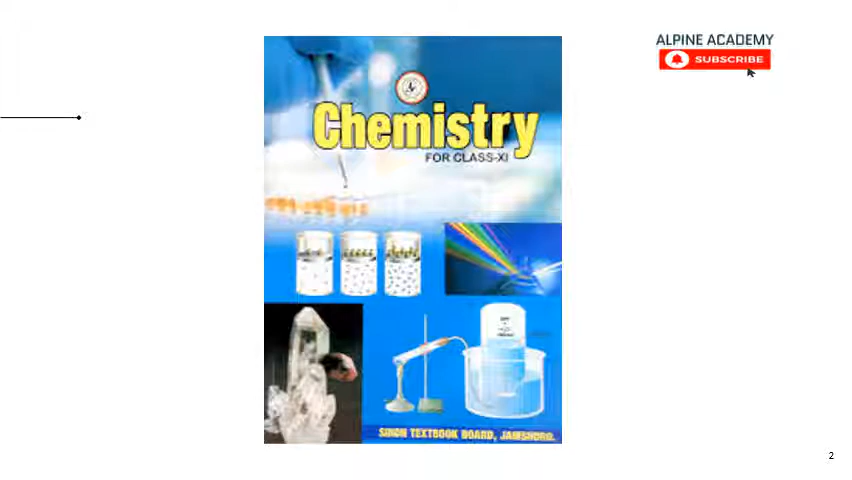 ALPINE ACADEMY
SUBSCRIBE
Chemistry
FOR CLASS-XI
SINDH TEXTBOOK BOARD, JAMSHORO.
2